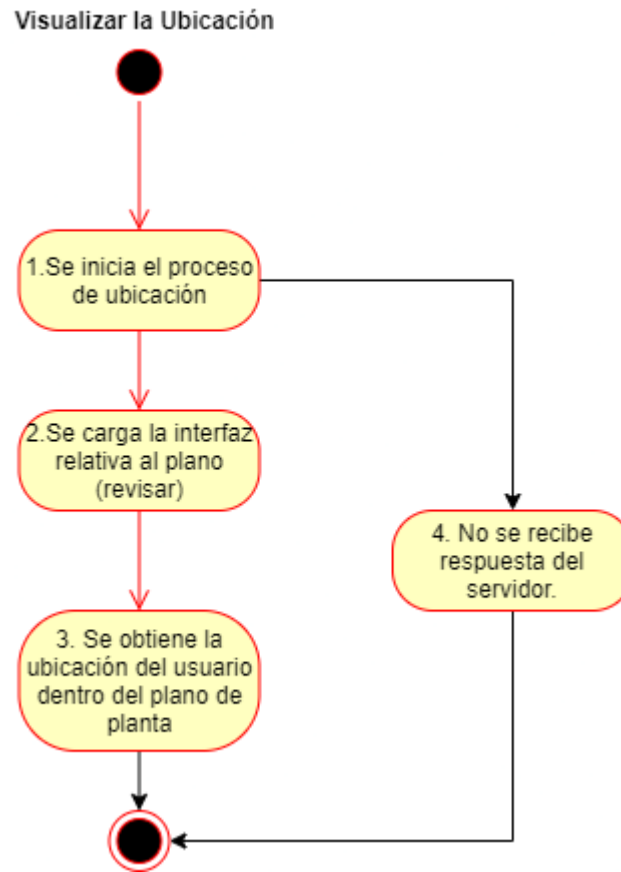 Visualizar la Ubicación
1.Se inicia el proceso
de ubicación
2.Se carga la interfaz
relativa al plano
(revisar)
4. No se recibe
respuesta del
servidor.
3. Se obtiene la
ubicación del usuario
dentro del plano de
planta